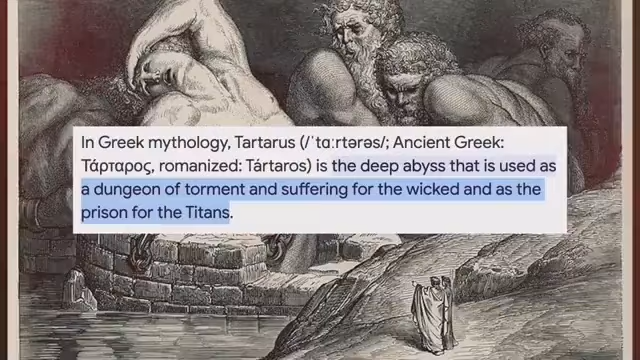 In Greek mythology, Tartarus (/ˈtɑːrtərəs/; Ancient Greek:
Τάρταρος, romanized: Tártaros) is the deep abyss that is used as
a dungeon of torment and suffering for the wicked and as the
prison for the Titans.